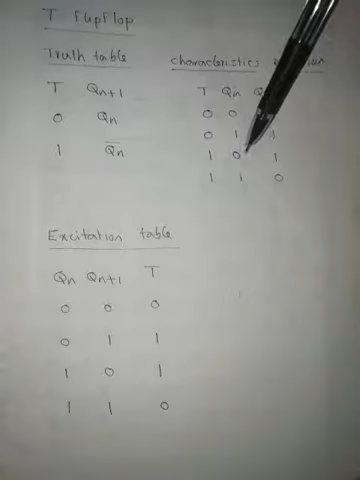 T FlipFlop
Truth table
T Qn+1
0 Qn
1 Q̅n
characteristics
T Qn
0 0
0 1 1
1 0 1
1 1 0
Excitation table
Qn Qn+1 T
0 0 0
0 1 1
1 0 1
1 1 0